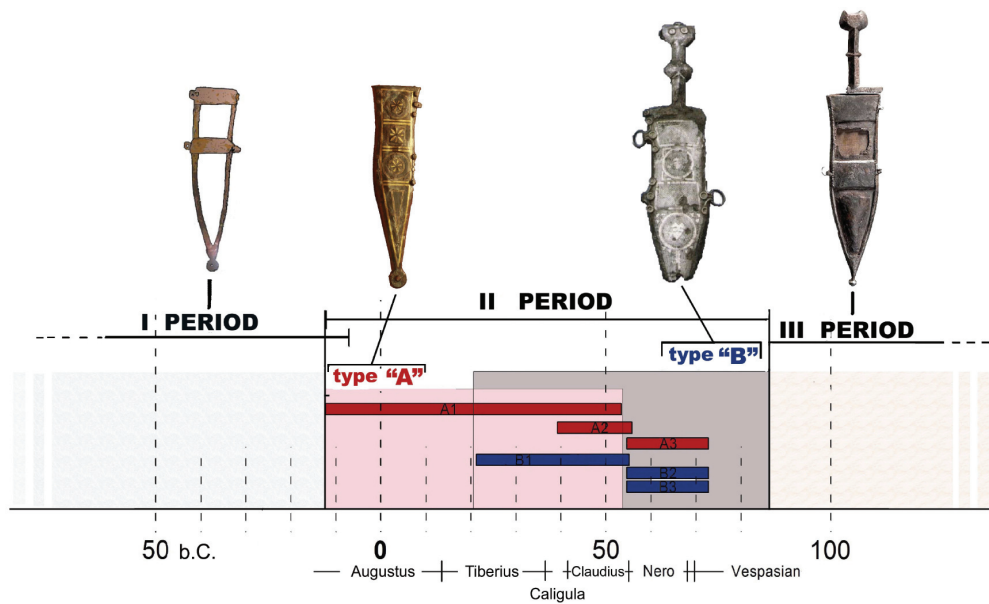 II PERIOD
I PERIOD
III PERIOD
type “A”
type “B”
A1
A2
A3
B1
B2
B3
50 b.C.
0
50
100
Augustus
Tiberius
Claudius
Nero
Vespasian
Caligula